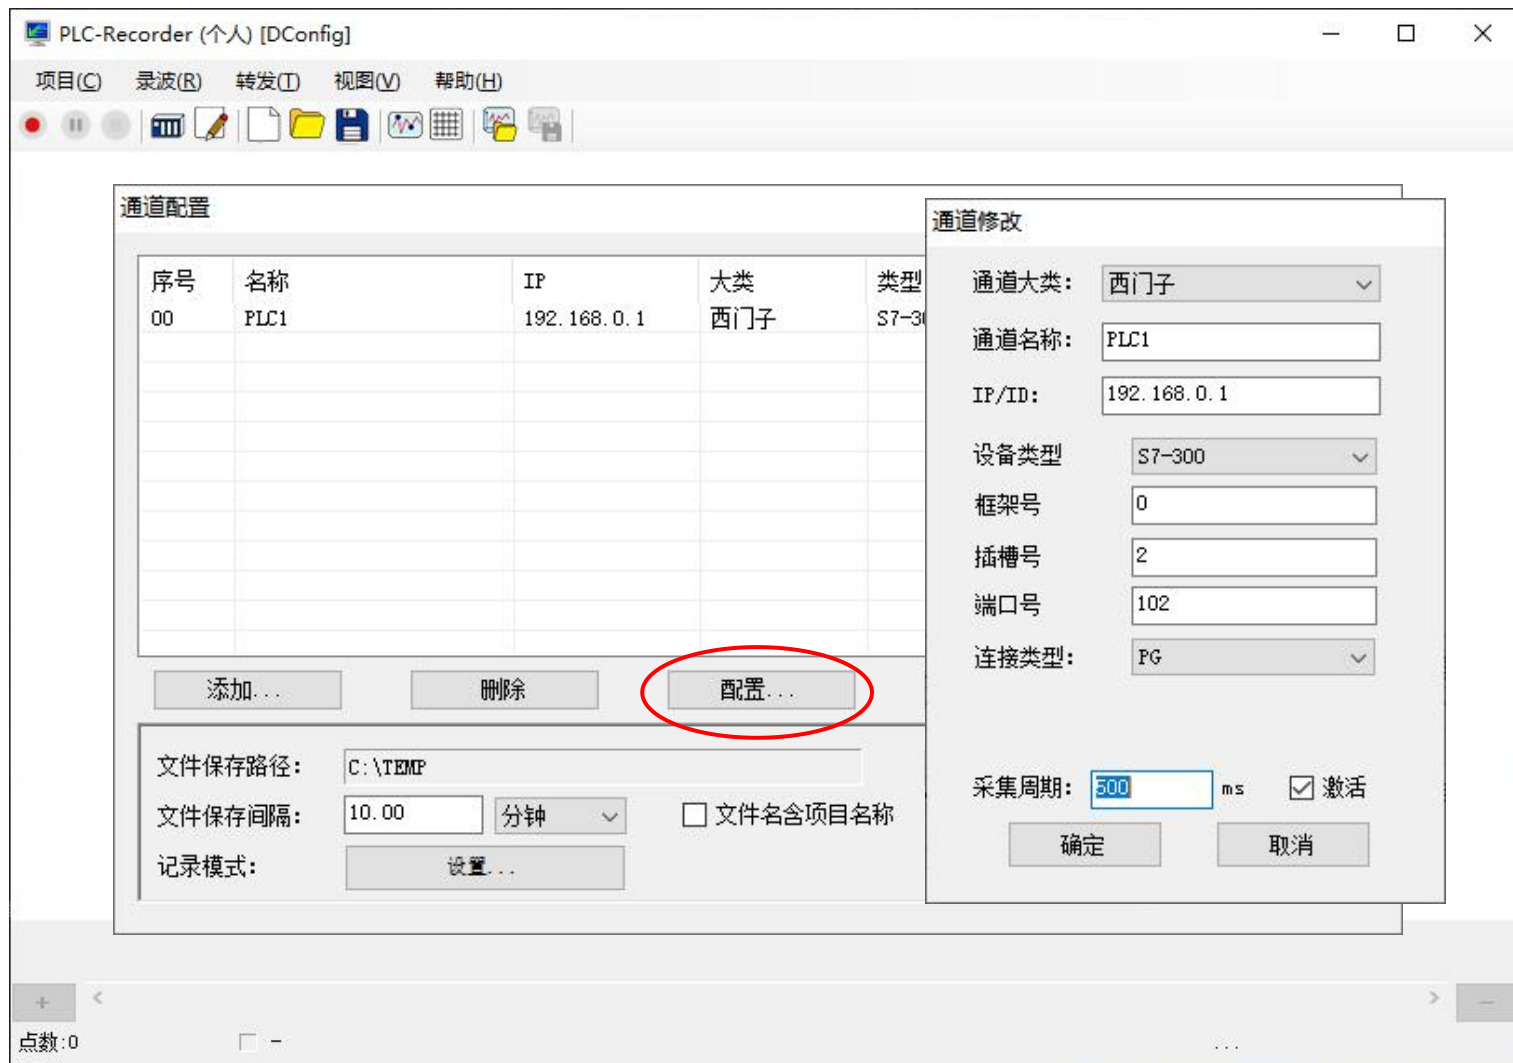 PLC-Recorder (个人) [DConfig]
项目(C) 录波(R) 转发(T) 视图(V) 帮助(H)
通道配置
序号 名称 IP 大类 类型
00 PLC1 192.168.0.1 西门子 S7-30
添加... 删除 配置...
文件保存路径: C:\TEMP
文件保存间隔: 10.00 分钟 文件名含项目名称
记录模式: 设置...
通道修改
通道大类: 西门子
通道名称: PLC1
IP/ID: 192.168.0.1
设备类型 S7-300
框架号 0
插槽号 2
端口号 102
连接类型: PG
采集周期: 500 ms 激活
确定 取消
点数:0 - ...